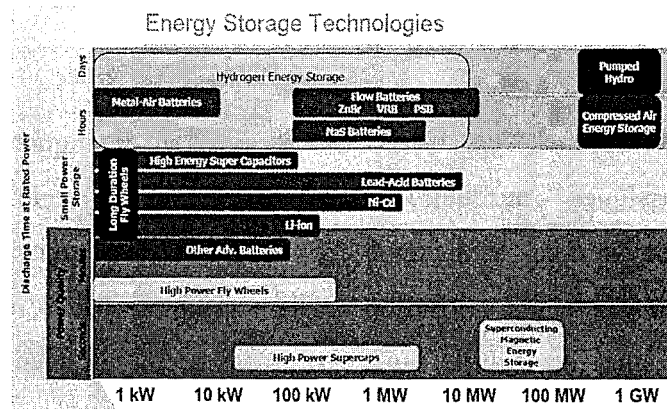 Energy Storage Technologies
Discharge Time at Rated Power
Days
Hours
Small Power
Storage
Power Quality
Hydrogen Energy Storage
Metal-Air Batteries
Flow Batteries
ZnBr VRB PSB
NaS Batteries
Pumped
Hydro
Compressed Air
Energy Storage
Long Duration
Fly Wheels
High Energy Super Capacitors
Lead-Acid Batteries
Ni-Cd
Li-Ion
Other Adv. Batteries
High Power Fly Wheels
High Power Supercaps
Superconducting
Magnetic
Energy
Storage
1 kW 10 kW 100 kW 1 MW 10 MW 100 MW 1 GW